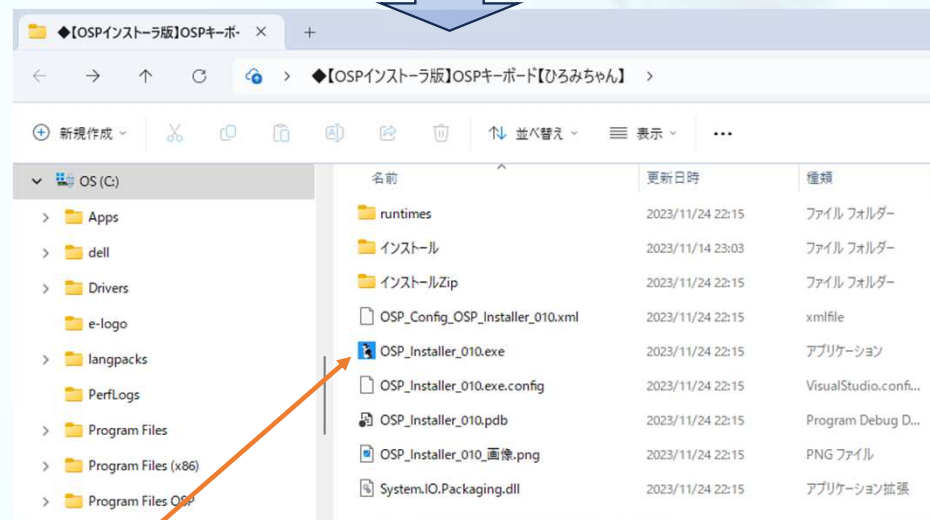 ◆【OSPインストーラ版】OSPキーボ-
◆【OSPインストーラ版】OSPキーボード【ひろみちゃん】
新規作成
並べ替え
表示
OS (C:)
名前 更新日時 種類
Apps
runtimes 2023/11/24 22:15 ファイル フォルダー
dell
インストール 2023/11/14 23:03 ファイル フォルダー
Drivers
インストールZip 2023/11/24 22:15 ファイル フォルダー
e-logo
OSP_Config_OSP_Installer_010.xml 2023/11/24 22:15 xmlfile
langpacks
OSP_Installer_010.exe 2023/11/24 22:15 アプリケーション
PerfLogs
OSP_Installer_010.exe.config 2023/11/24 22:15 VisualStudio.confi...
Program Files
OSP_Installer_010.pdb 2023/11/24 22:15 Program Debug D...
Program Files (x86)
OSP_Installer_010_画像.png 2023/11/24 22:15 PNG ファイル
Program Files OSP
System.IO.Packaging.dll 2023/11/24 22:15 アプリケーション拡張